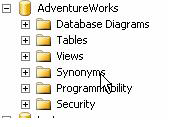 AdventureWorks
Database Diagrams
Tables
Views
Synonyms
Programmability
Security